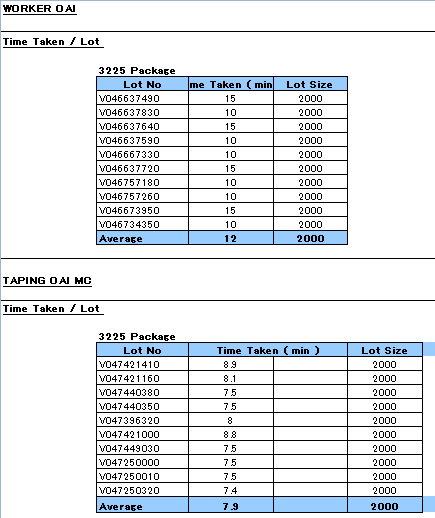 WORKER OAI
Time Taken / Lot
3225 Package
Lot No me Taken ( min Lot Size
V046637490 15 2000
V046637830 10 2000
V046637640 15 2000
V046637590 10 2000
V046667330 10 2000
V046637720 15 2000
V046757180 10 2000
V046757260 10 2000
V046673950 15 2000
V046734350 10 2000
Average 12 2000
TAPING OAI MC
Time Taken / Lot
3225 Package
Lot No Time Taken ( min ) Lot Size
V047421410 8.9 2000
V047421160 8.1 2000
V047440380 7.5 2000
V047440350 7.5 2000
V047396320 8 2000
V047421000 8.8 2000
V047449030 7.5 2000
V047250000 7.5 2000
V047250010 7.5 2000
V047250320 7.4 2000
Average 7.9 2000